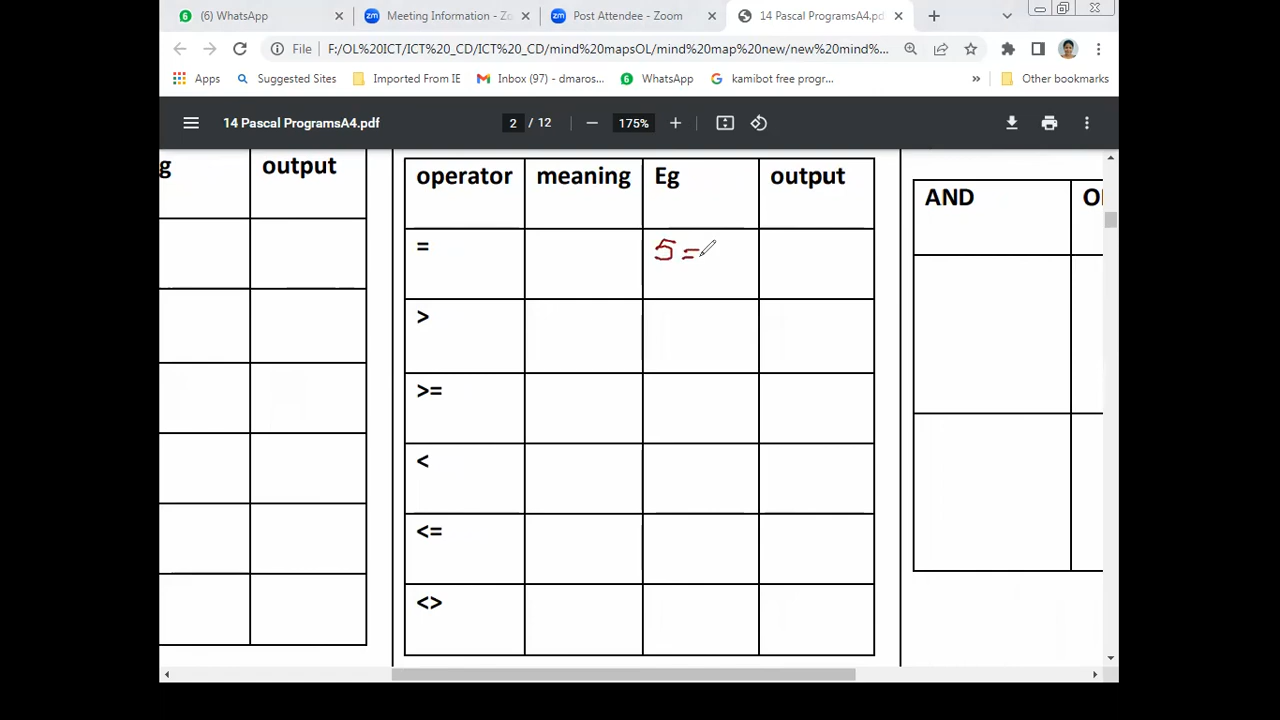 (6) WhatsApp
Meeting Information - Zo
Post Attendee - Zoom
14 Pascal ProgramsA4.pd
File F:/OL%20ICT/ICT%20_CD/ICT%20_CD/mind%20mapsOL/mind%20map%20new/new%20mind%...
Apps Suggested Sites Imported From IE Inbox (97) - dmaros... WhatsApp kamibot free progr... » Other bookmarks
14 Pascal ProgramsA4.pdf 2 / 12 175%
g output
operator meaning Eg output
= 5 =
>
>=
<
<=
<>
AND